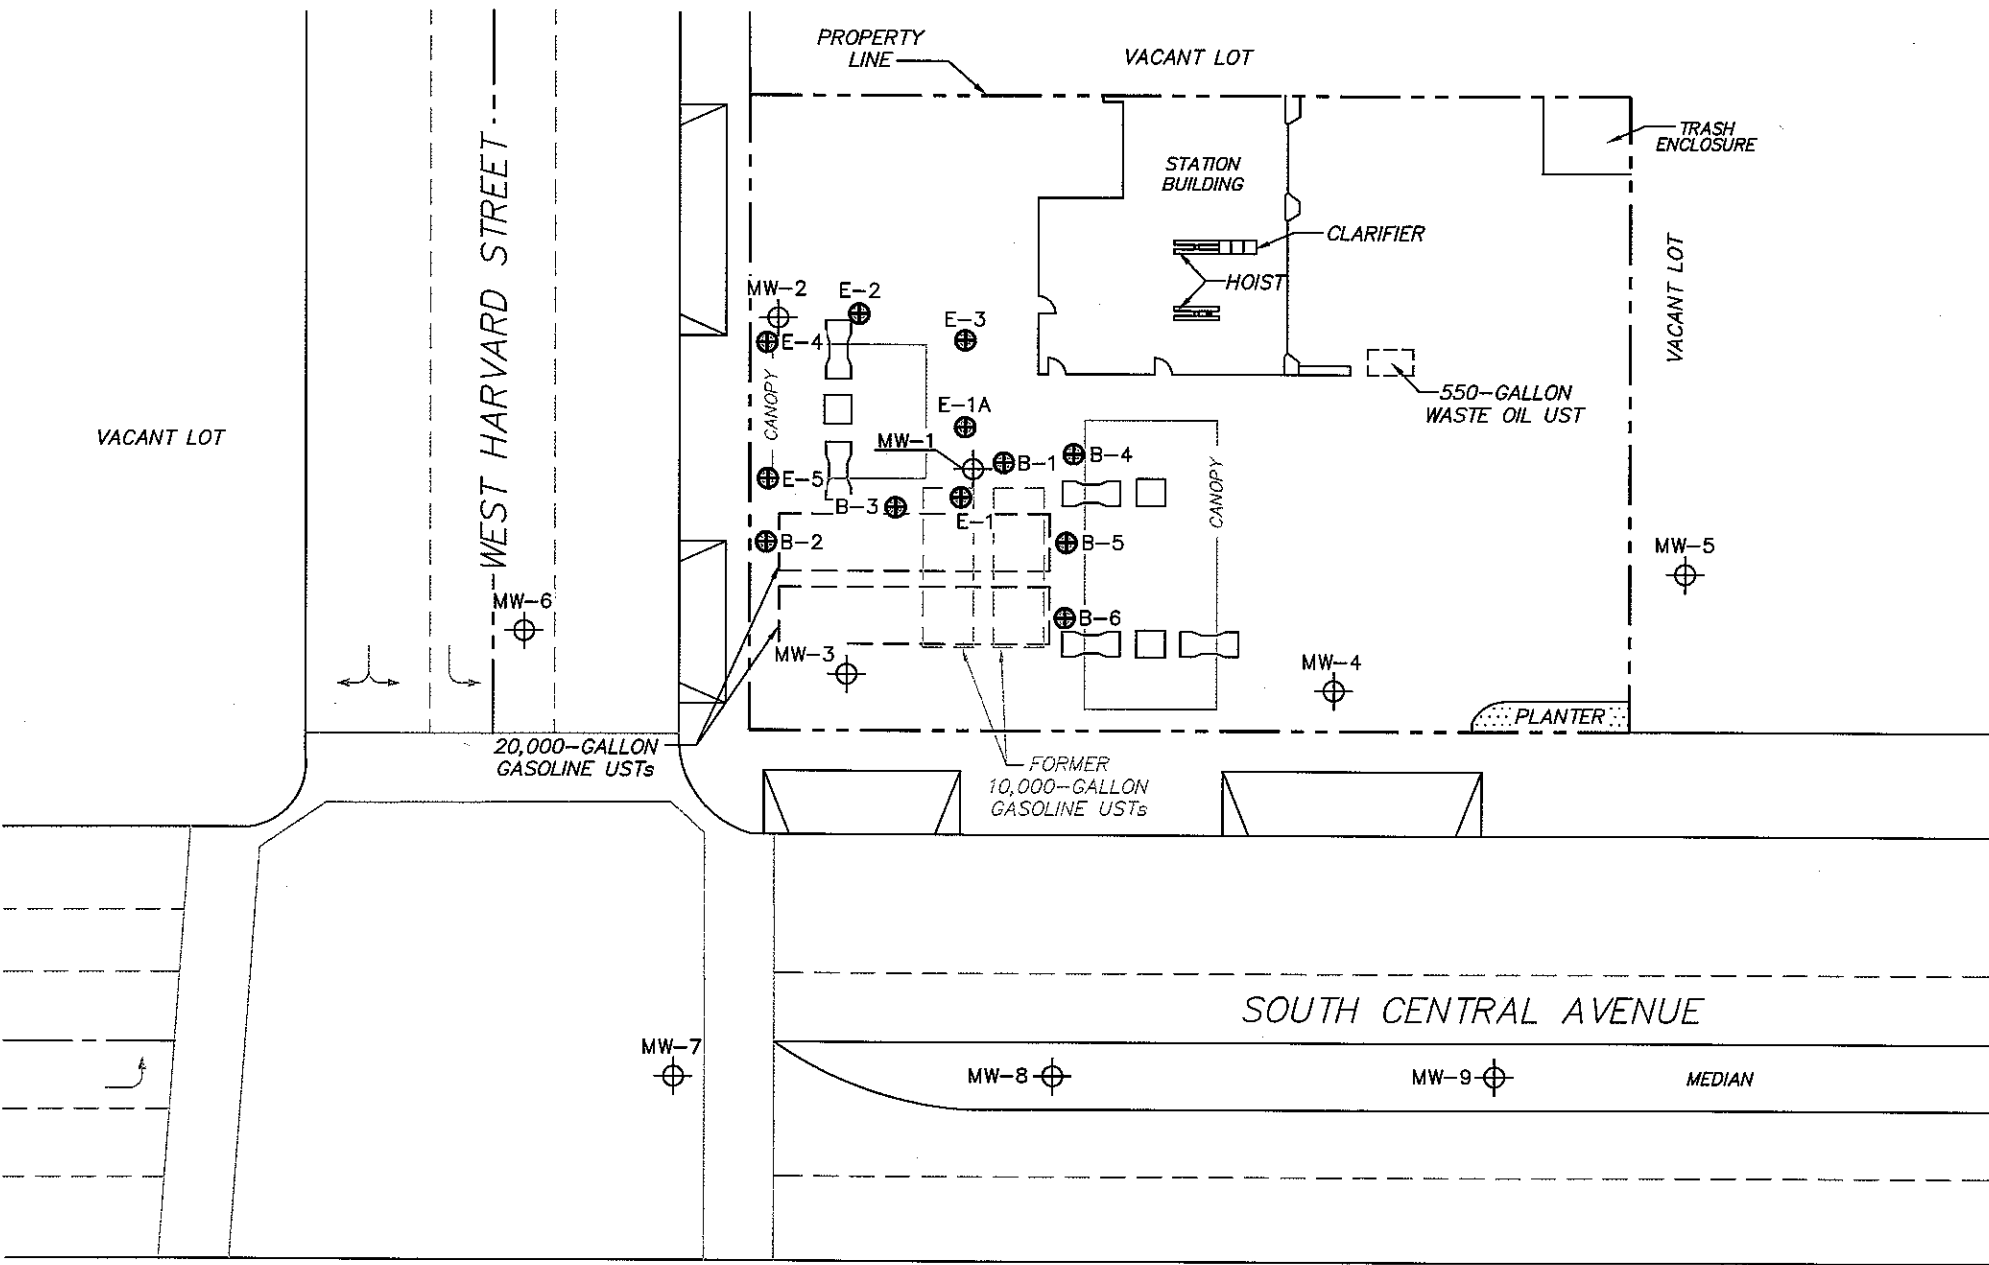 PROPERTY
LINE
VACANT LOT
TRASH
ENCLOSURE
STATION
BUILDING
WEST HARVARD STREET
CLARIFIER
HOIST
VACANT LOT
MW-2
E-2
E-3
E-4
CANOPY
E-1A
550-GALLON
WASTE OIL UST
VACANT LOT
MW-1
B-1
B-4
E-5
B-3
E-1
CANOPY
B-2
B-5
MW-5
MW-6
B-6
MW-3
MW-4
PLANTER
20,000-GALLON
GASOLINE USTs
FORMER
10,000-GALLON
GASOLINE USTs
SOUTH CENTRAL AVENUE
MW-7
MW-8
MW-9
MEDIAN